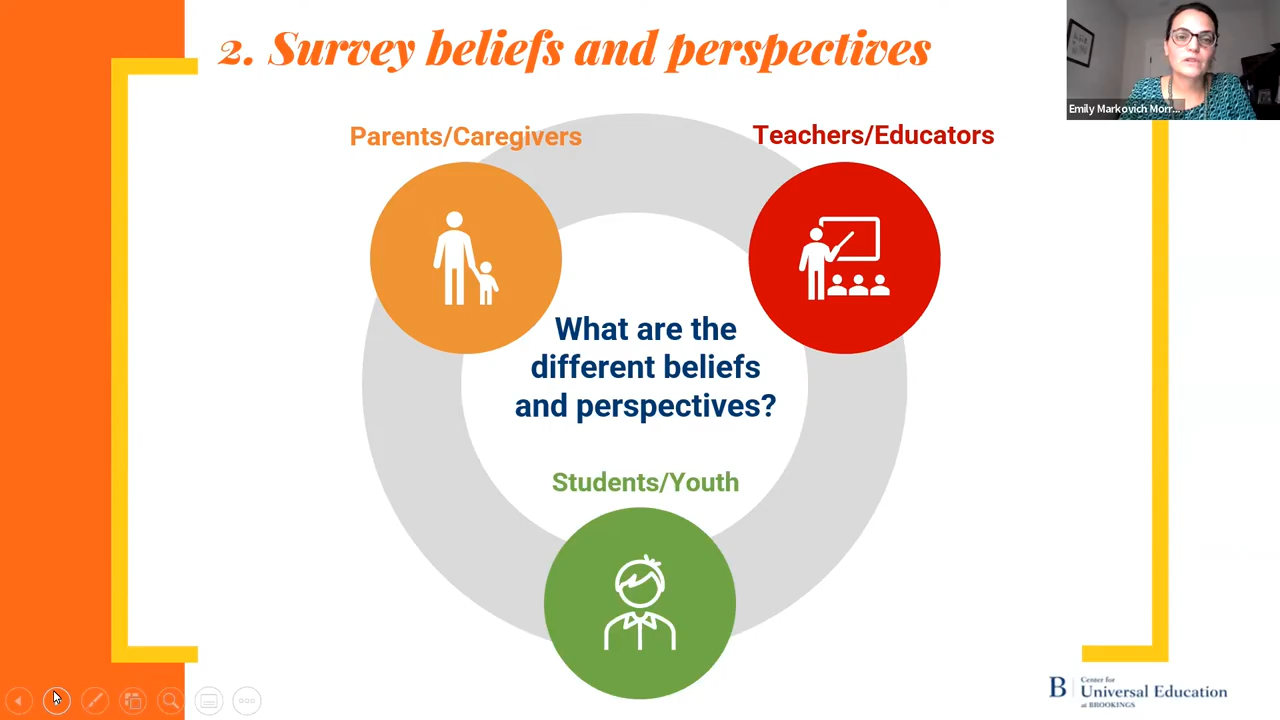 2. Survey beliefs and perspectives
Emily Markovich Morr...
Parents/Caregivers
Teachers/Educators
What are the
different beliefs
and perspectives?
Students/Youth
B
Center for
Universal Education
at BROOKINGS